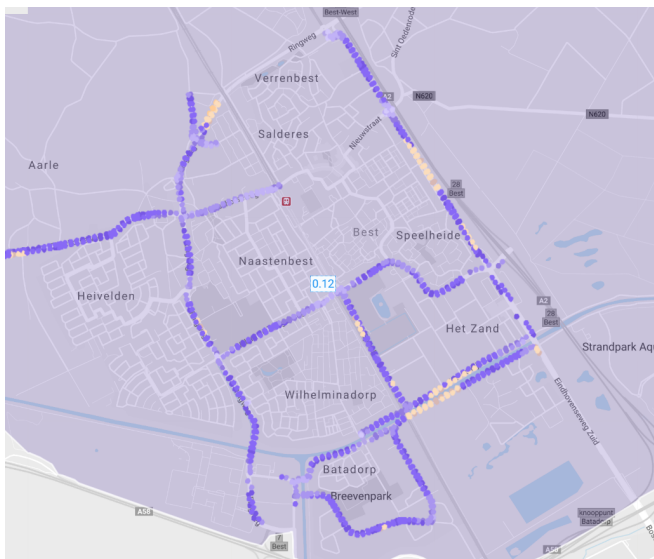 Best-West
Ringweg
Sint Oedenrode
Verrenbest
A2
N620
N620
Salderes
Nieuwstraat
Aarle
28
Best
Best
Speelheide
Naastenbest
0.12
Heivelden
A2
28
Best
Het Zand
Strandpark Aqu
Wilhelminadorp
Eindhovenseweg Zuid
Batadorp
Breevenpark
A58
knooppunt
Batadorp
7
Best
A58